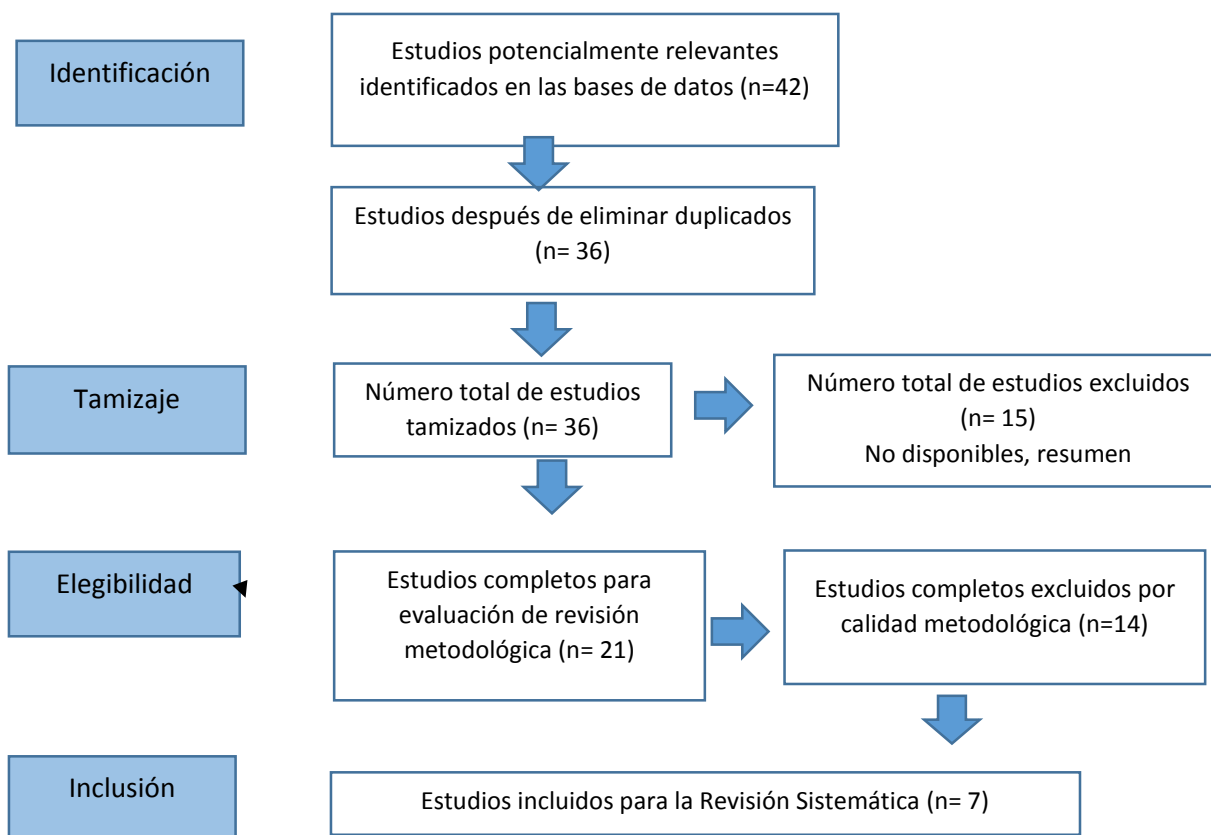 Identificación
Estudios potencialmente relevantes
identificados en las bases de datos (n=42)
Estudios después de eliminar duplicados
(n= 36)
Tamizaje
Número total de estudios
tamizados (n= 36)
Número total de estudios excluidos
(n= 15)
No disponibles, resumen
Elegibilidad
Estudios completos para
evaluación de revisión
metodológica (n= 21)
Estudios completos excluidos por
calidad metodológica (n=14)
Inclusión
Estudios incluidos para la Revisión Sistemática (n= 7)